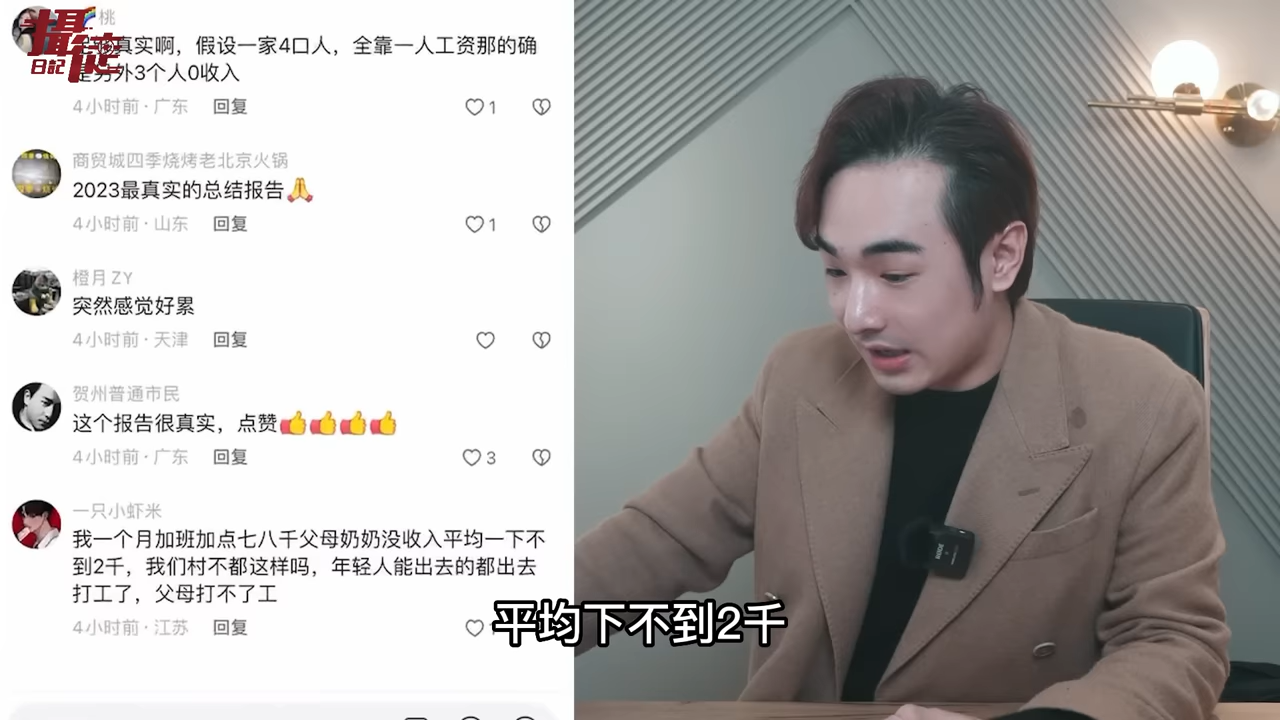 攝徒
日記
桃
真实啊，假设一家4口人，全靠一人工资那的确
是另外3个人0收入
4小时前·广东 回复 1
商贸城四季烧烤老北京火锅
2023最真实的总结报告🙏
4小时前·山东 回复 1
橙月ZY
突然感觉好累
4小时前·天津 回复
贺州普通市民
这个报告很真实，点赞👍👍👍👍
4小时前·广东 回复 3
一只小虾米
我一个月加班加点七八千父母奶奶没收入平均一下不
到2千，我们村不都这样吗，年轻人能出去的都出去
打工了，父母打不了工
4小时前·江苏 回复
平均下不到2千
RODE